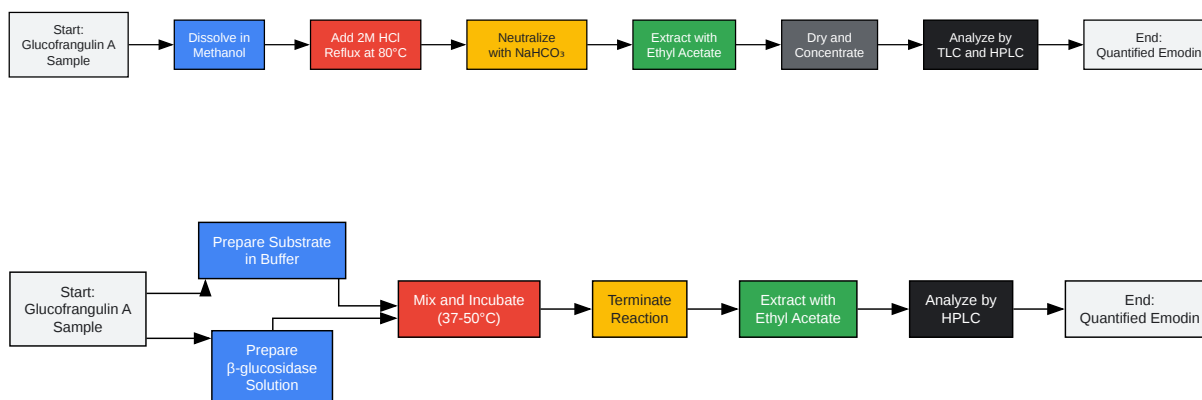 Start:
Glucofrangulin A
Sample
Dissolve in
Methanol
Add 2M HCl
Reflux at 80°C
Neutralize
with NaHCO₃
Extract with
Ethyl Acetate
Dry and
Concentrate
Analyze by
TLC and HPLC
End:
Quantified Emodin
Start:
Glucofrangulin A
Sample
Prepare Substrate
in Buffer
Prepare
β-glucosidase
Solution
Mix and Incubate
(37-50°C)
Terminate
Reaction
Extract with
Ethyl Acetate
Analyze by
HPLC
End:
Quantified Emodin